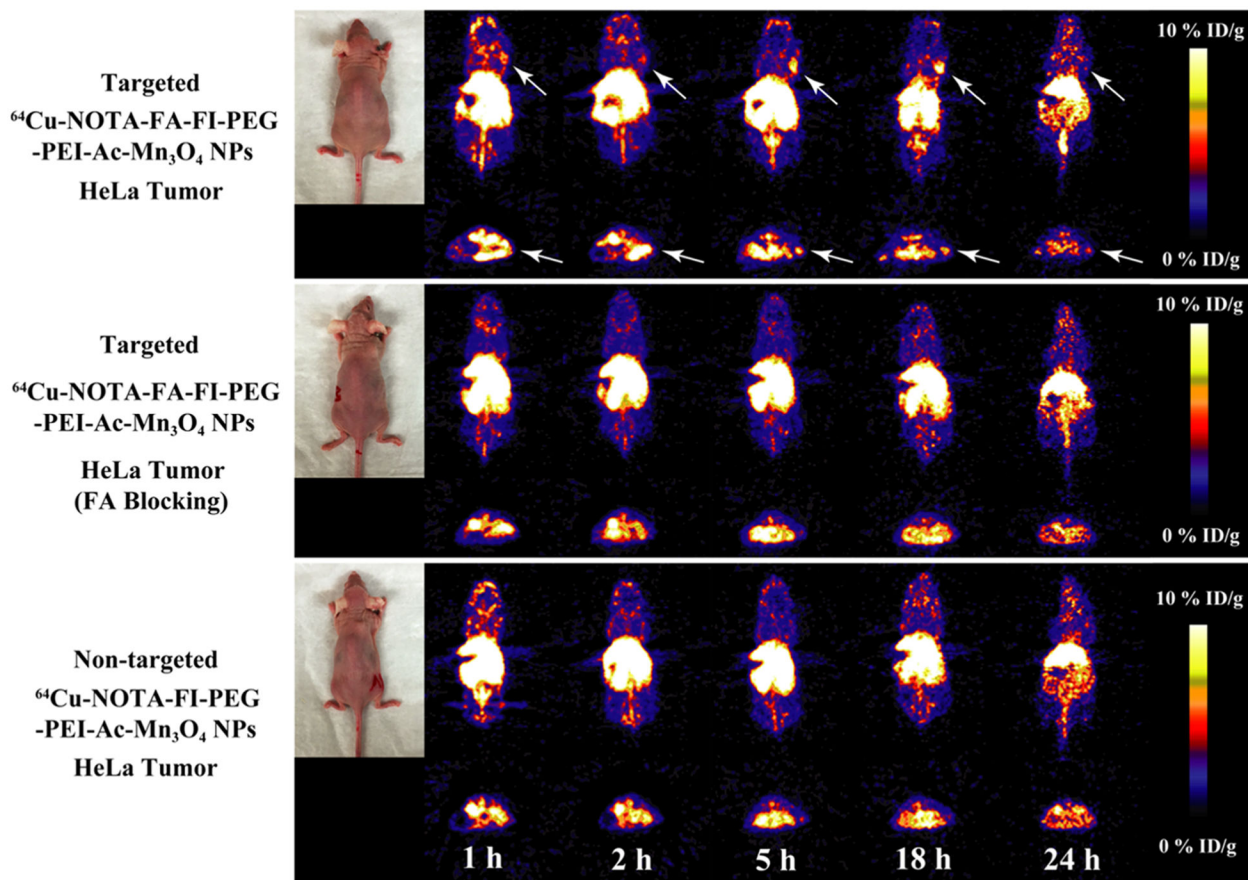 Targeted
⁶⁴Cu-NOTA-FA-FI-PEG
-PEI-Ac-Mn₃O₄ NPs
HeLa Tumor
10 % ID/g
0 % ID/g
Targeted
⁶⁴Cu-NOTA-FA-FI-PEG
-PEI-Ac-Mn₃O₄ NPs
HeLa Tumor
(FA Blocking)
10 % ID/g
0 % ID/g
Non-targeted
⁶⁴Cu-NOTA-FI-PEG
-PEI-Ac-Mn₃O₄ NPs
HeLa Tumor
10 % ID/g
0 % ID/g
1 h 2 h 5 h 18 h 24 h